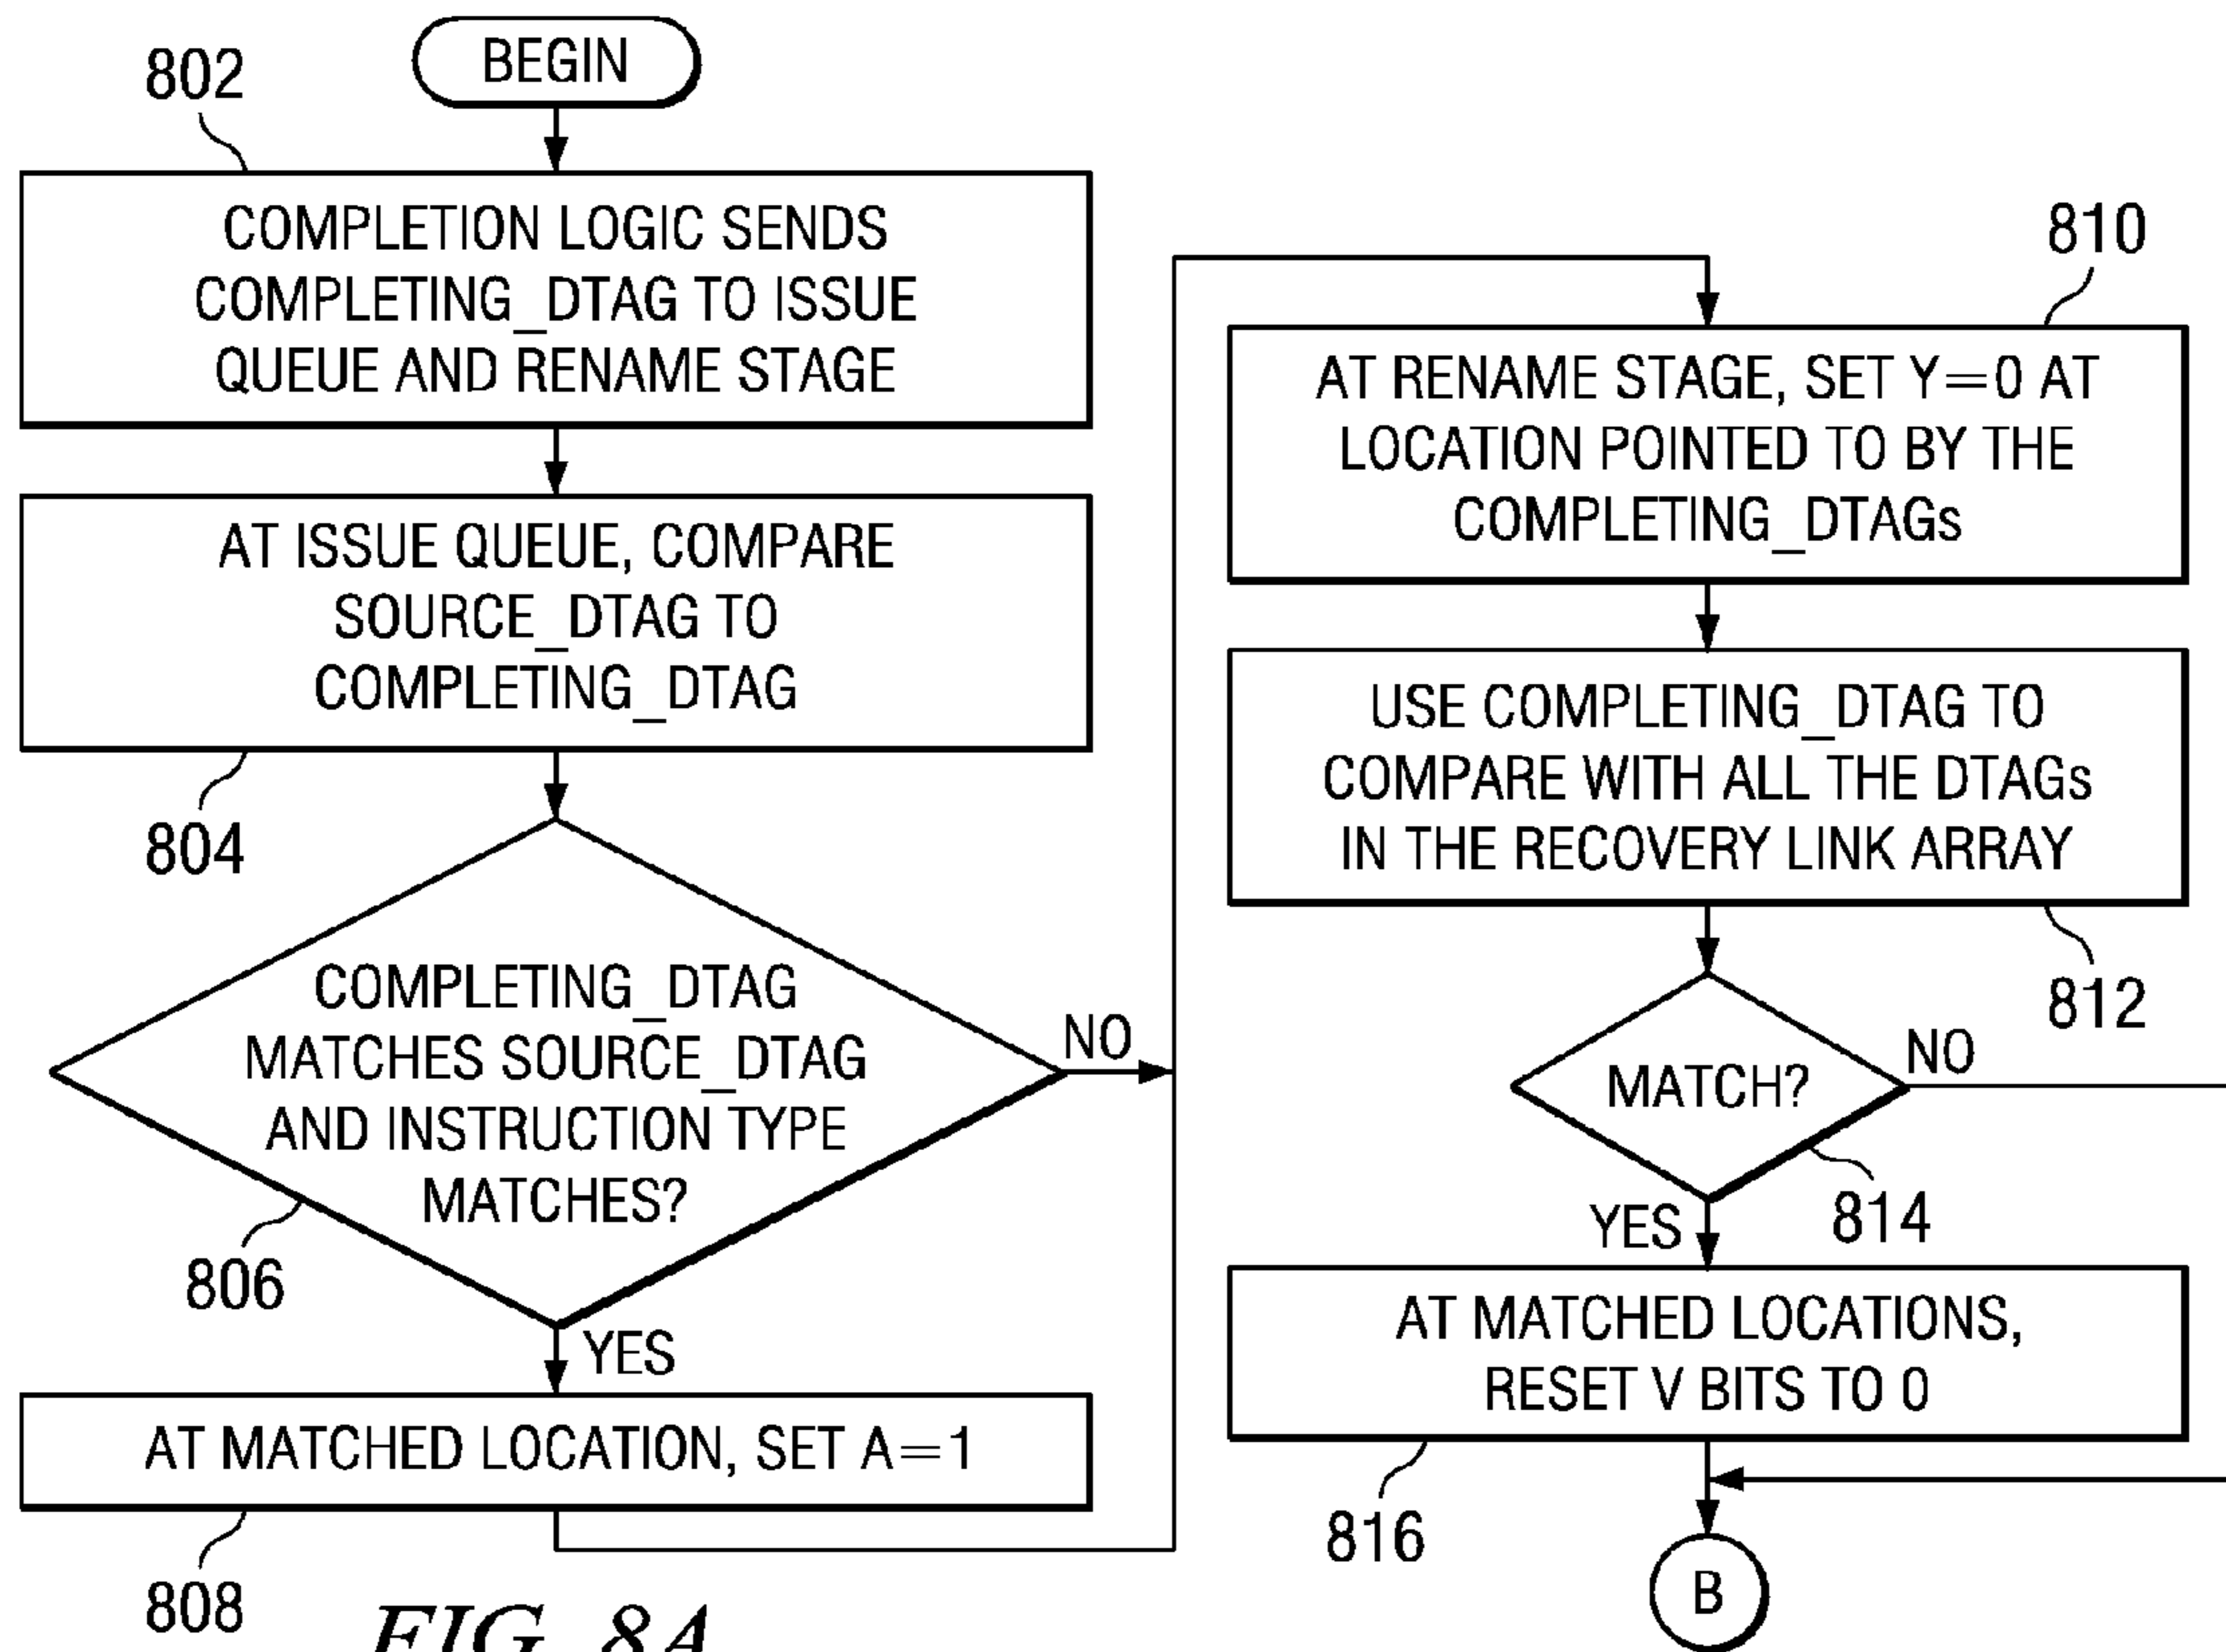 BEGIN
802
COMPLETION LOGIC SENDS
COMPLETING_DTAG TO ISSUE
QUEUE AND RENAME STAGE
AT ISSUE QUEUE, COMPARE
SOURCE_DTAG TO
COMPLETING_DTAG
804
COMPLETING_DTAG
MATCHES SOURCE_DTAG
AND INSTRUCTION TYPE
MATCHES?
NO
806
YES
AT MATCHED LOCATION, SET A=1
808
810
AT RENAME STAGE, SET Y=0 AT
LOCATION POINTED TO BY THE
COMPLETING_DTAGs
USE COMPLETING_DTAG TO
COMPARE WITH ALL THE DTAGs
IN THE RECOVERY LINK ARRAY
812
MATCH?
NO
814
YES
AT MATCHED LOCATIONS,
RESET V BITS TO 0
816
B
FIG. 8A